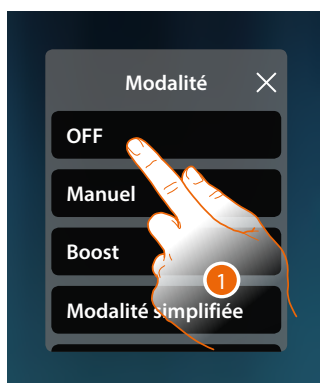 Modalité
OFF
Manuel
Boost
Modalité simplifiée
1